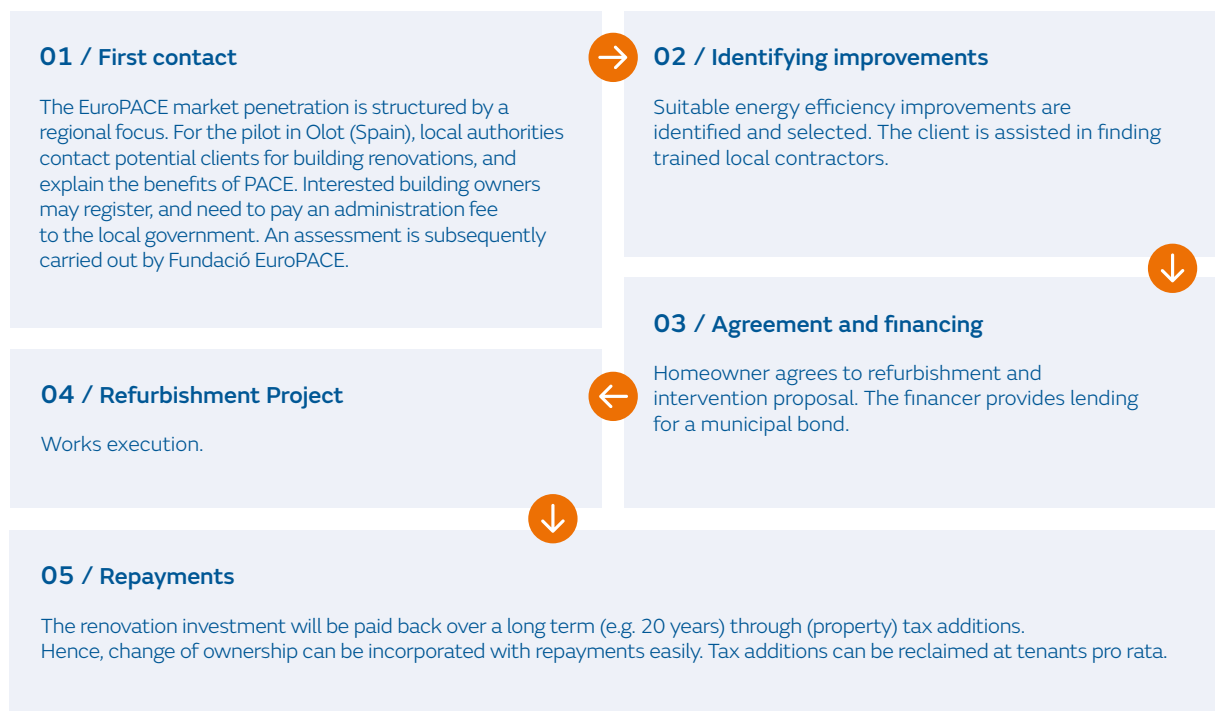 01 / First contact
The EuroPACE market penetration is structured by a
regional focus. For the pilot in Olot (Spain), local authorities
contact potential clients for building renovations, and
explain the benefits of PACE. Interested building owners
may register, and need to pay an administration fee
to the local government. An assessment is subsequently
carried out by Fundació EuroPACE.
02 / Identifying improvements
Suitable energy efficiency improvements are
identified and selected. The client is assisted in finding
trained local contractors.
03 / Agreement and financing
Homeowner agrees to refurbishment and
intervention proposal. The financer provides lending
for a municipal bond.
04 / Refurbishment Project
Works execution.
05 / Repayments
The renovation investment will be paid back over a long term (e.g. 20 years) through (property) tax additions.
Hence, change of ownership can be incorporated with repayments easily. Tax additions can be reclaimed at tenants pro rata.